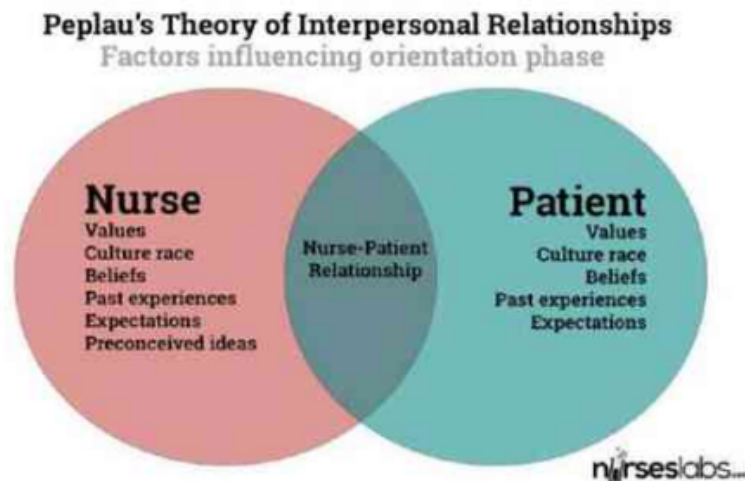 Peplau's Theory of Interpersonal Relationships
Factors influencing orientation phase
Nurse
Values
Culture race
Beliefs
Past experiences
Expectations
Preconceived ideas
Nurse-Patient
Relationship
Patient
Values
Culture race
Beliefs
Past experiences
Expectations
nurseslabs